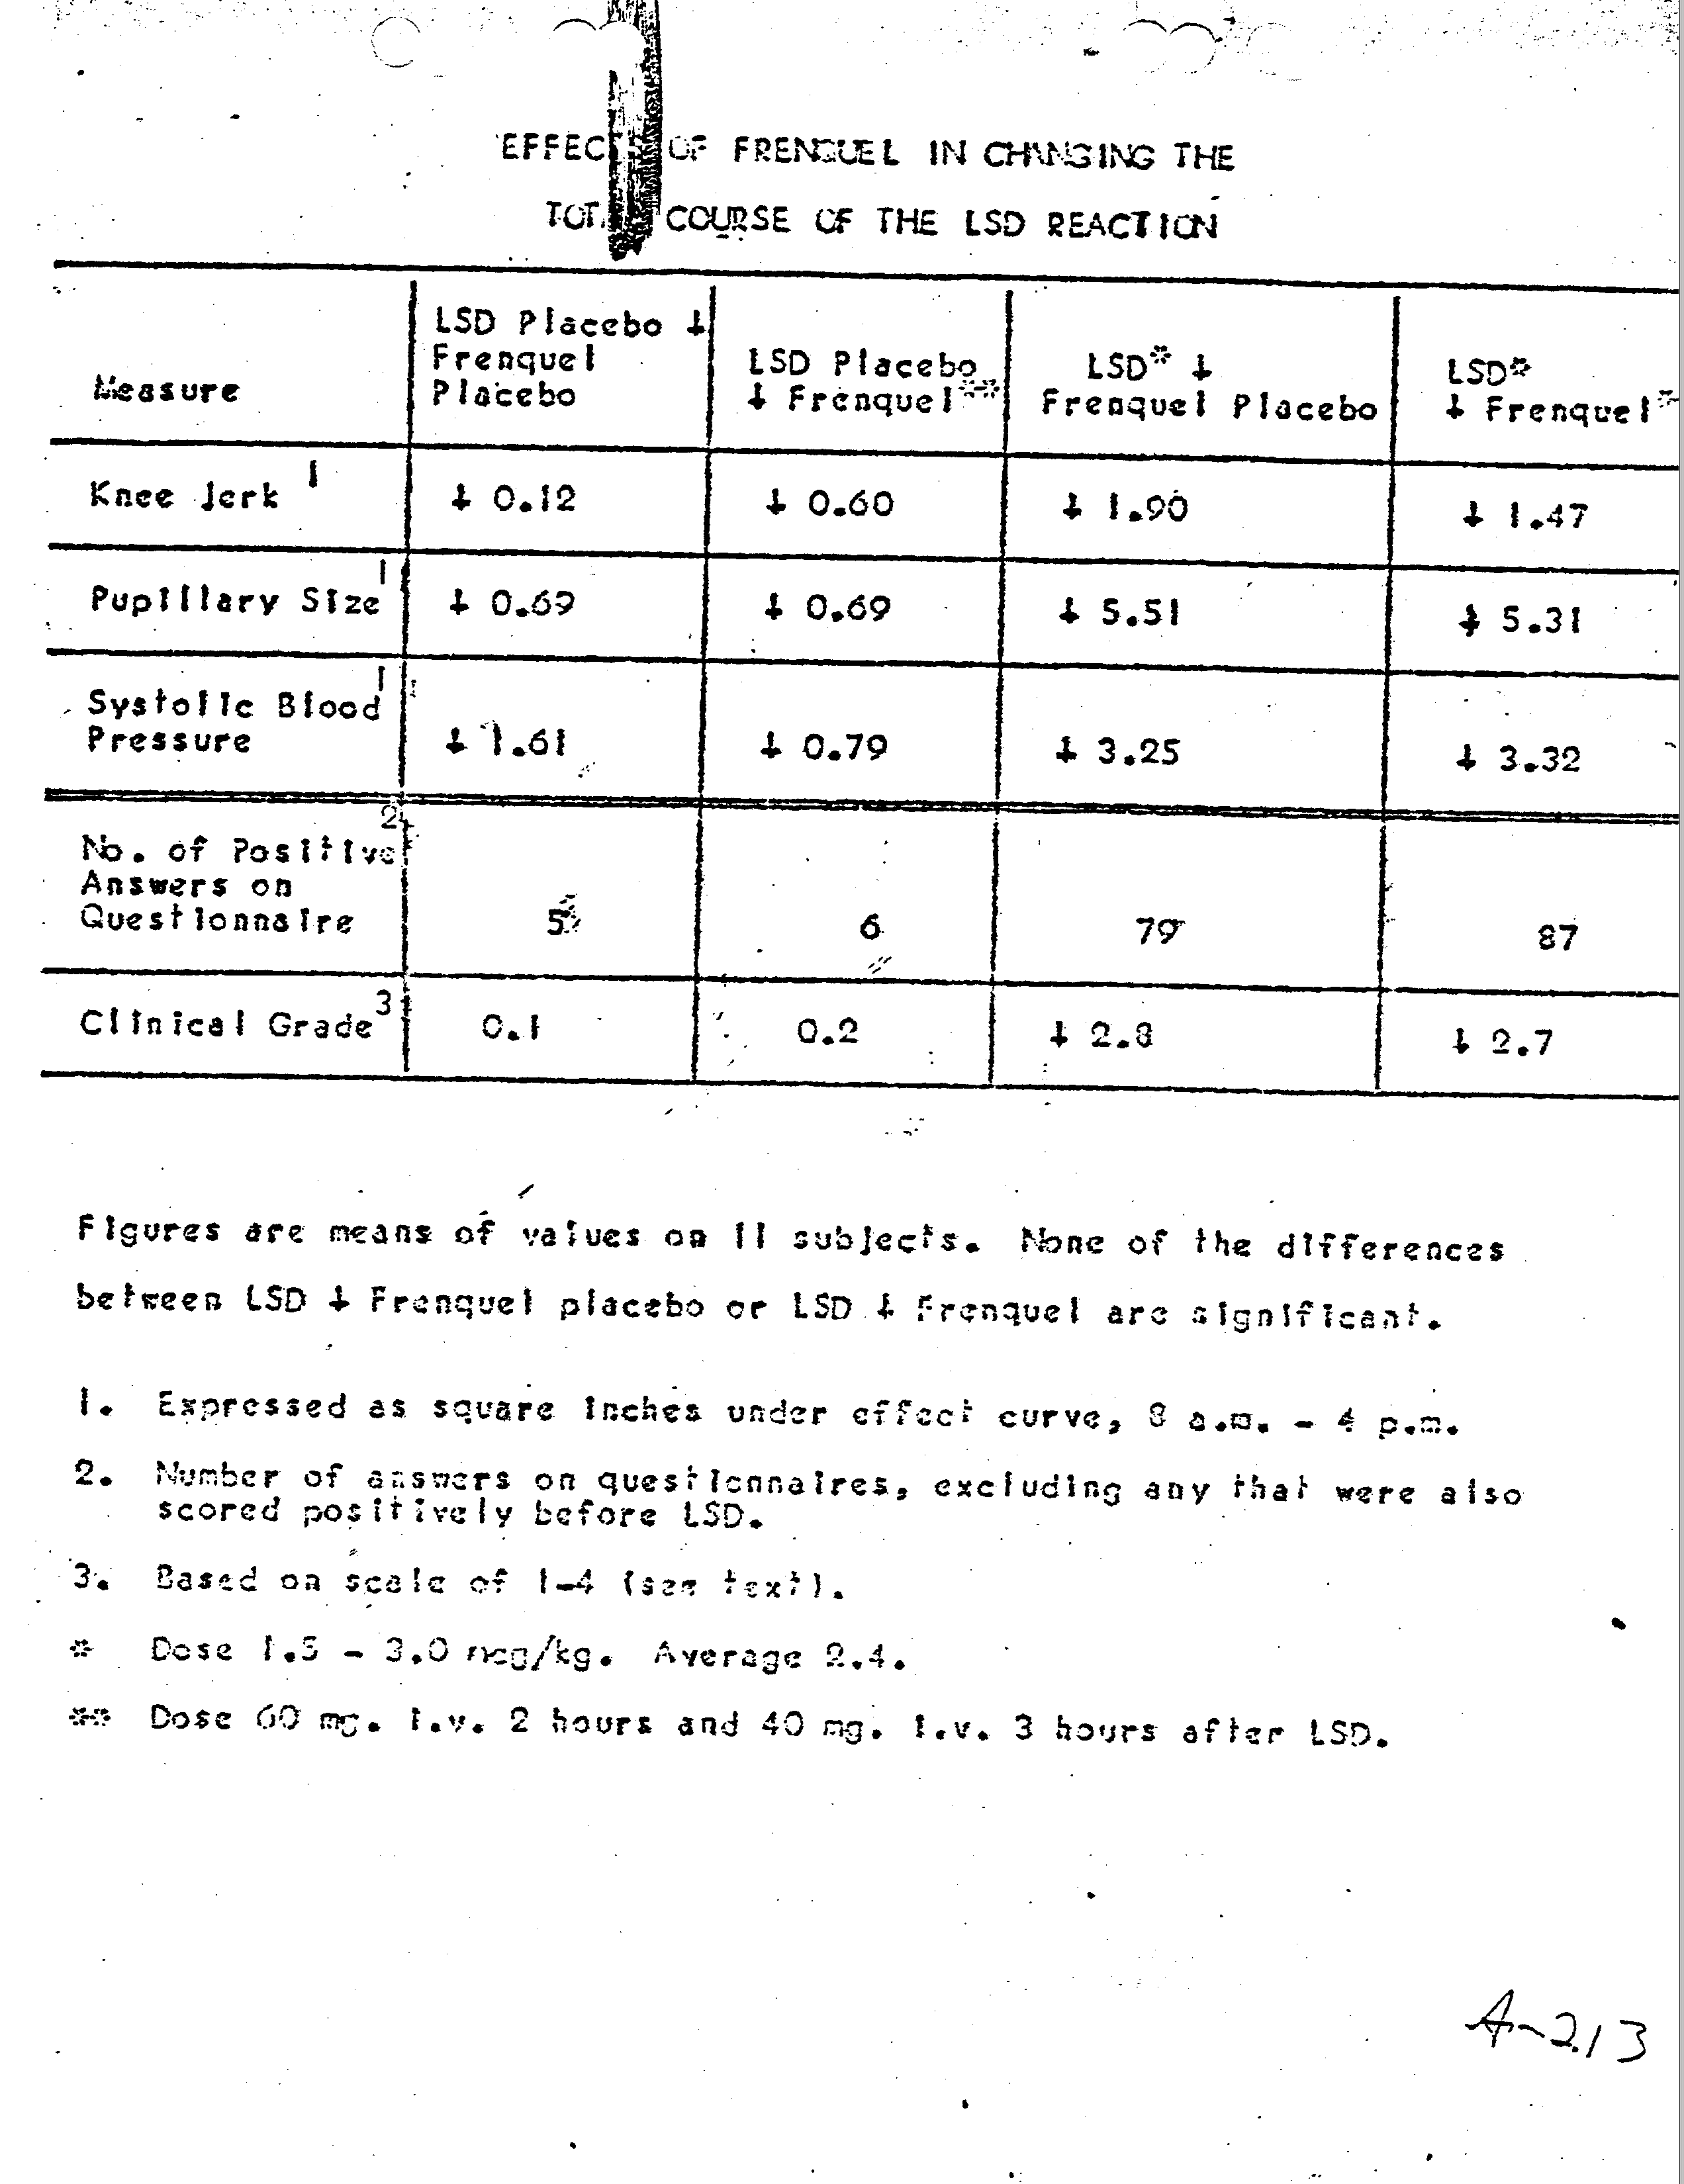 EFFECT OF FRENQUEL IN CHANGING THE
COURSE OF THE LSD REACTION
Measure
LSD Placebo +
Frenquel
Placebo
LSD Placebo
+ Frenquel**
LSD* +
Frenquel Placebo
LSD*
+ Frenquel*
Knee Jerk 1
+ 0.12
+ 0.60
+ 1.90
+ 1.47
Pupillary Size 1
+ 0.69
+ 0.69
+ 5.51
+ 5.31
Systolic Blood 1
Pressure
+ 1.61
+ 0.79
+ 3.25
+ 3.32
No. of Positive 2
Answers on
Questionnaire
5
6
79
87
Clinical Grade 3
0.1
0.2
+ 2.8
+ 2.7
Figures are means of values on 11 subjects. None of the differences
between LSD + Frenquel placebo or LSD + Frenquel are significant.
1. Expressed as square inches under effect curve, 8 a.m. - 4 p.m.
2. Number of answers on questionnaires, excluding any that were also
scored positively before LSD.
3. Based on scale of 1-4 (see text).
* Dose 1.5 - 3.0 mcg/kg. Average 2.4.
** Dose 60 mg. i.v. 2 hours and 40 mg. i.v. 3 hours after LSD.
A-213